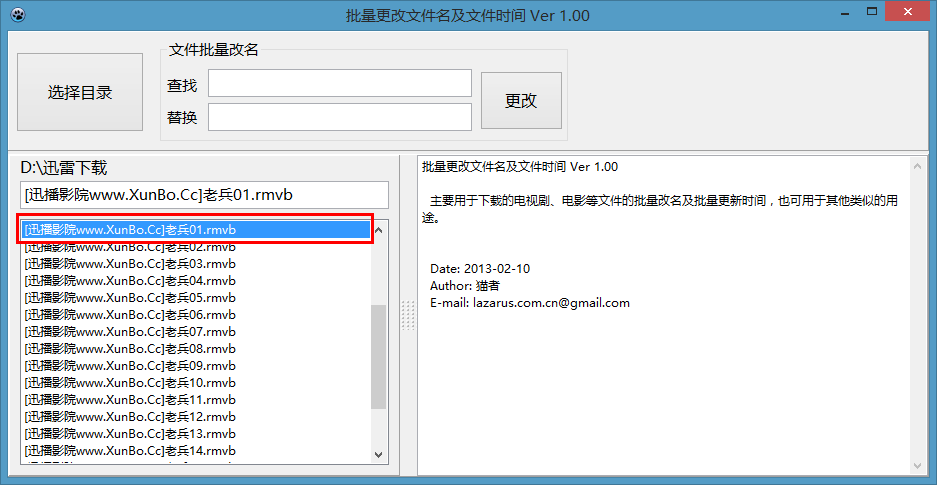 批量更改文件名及文件时间 Ver 1.00
选择目录
文件批量改名
查找
替换
更改
D:\迅雷下载
[迅播影院www.XunBo.Cc]老兵01.rmvb
[迅播影院www.XunBo.Cc]老兵01.rmvb
[迅播影院www.XunBo.Cc]老兵02.rmvb
[迅播影院www.XunBo.Cc]老兵03.rmvb
[迅播影院www.XunBo.Cc]老兵04.rmvb
[迅播影院www.XunBo.Cc]老兵05.rmvb
[迅播影院www.XunBo.Cc]老兵06.rmvb
[迅播影院www.XunBo.Cc]老兵07.rmvb
[迅播影院www.XunBo.Cc]老兵08.rmvb
[迅播影院www.XunBo.Cc]老兵09.rmvb
[迅播影院www.XunBo.Cc]老兵10.rmvb
[迅播影院www.XunBo.Cc]老兵11.rmvb
[迅播影院www.XunBo.Cc]老兵12.rmvb
[迅播影院www.XunBo.Cc]老兵13.rmvb
[迅播影院www.XunBo.Cc]老兵14.rmvb
批量更改文件名及文件时间 Ver 1.00
主要用于下载的电视剧、电影等文件的批量改名及批量更新时间，也可用于其他类似的用
途。
Date: 2013-02-10
Author: 猫者
E-mail: lazarus.com.cn@gmail.com